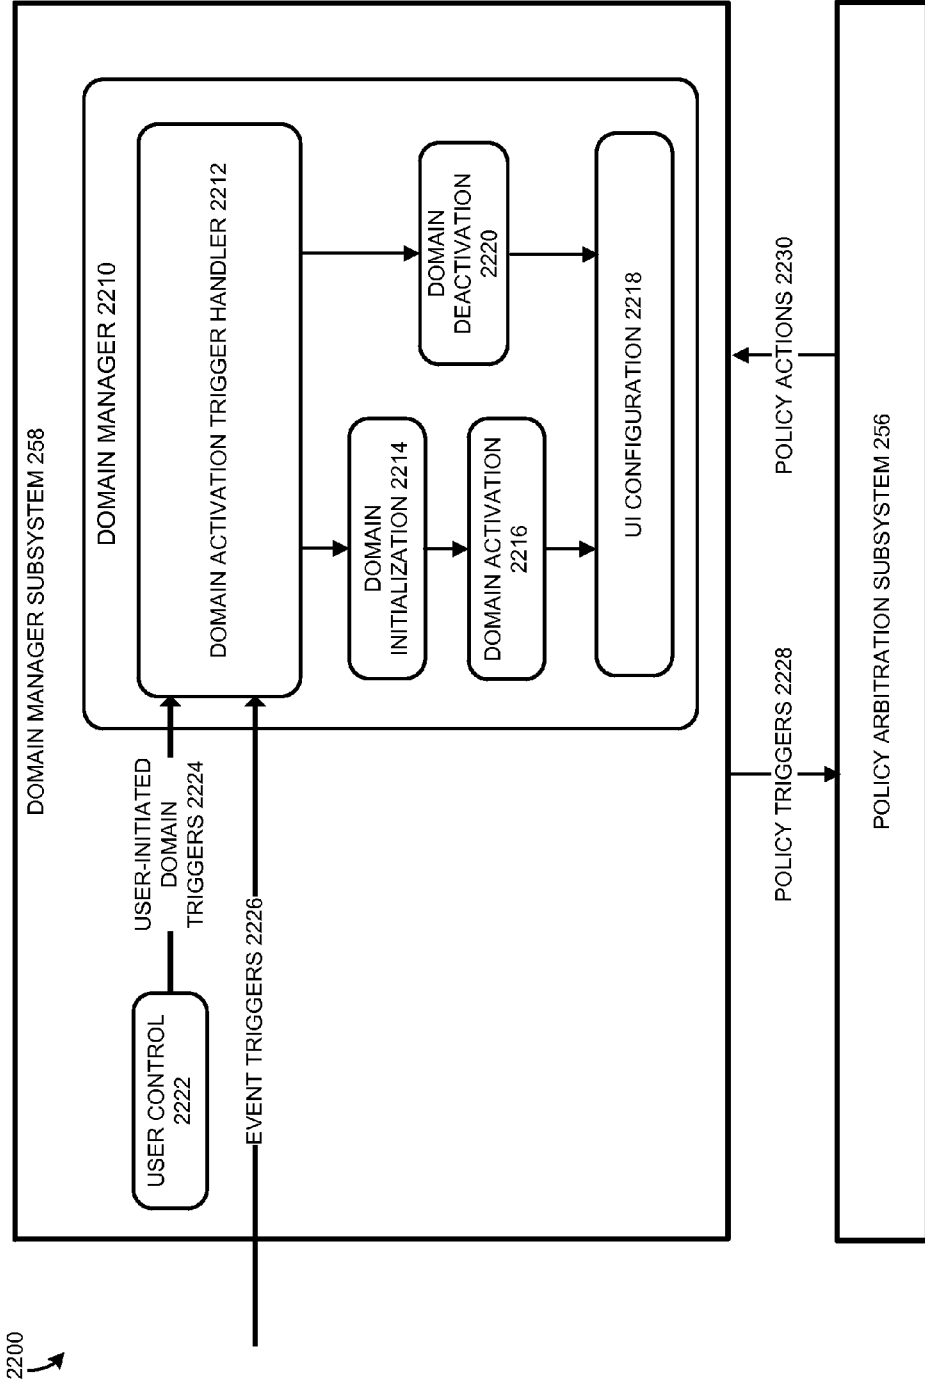 2200
DOMAIN MANAGER SUBSYSTEM 258
DOMAIN MANAGER 2210
USER CONTROL
2222
USER-INITIATED
DOMAIN
TRIGGERS 2224
EVENT TRIGGERS 2226
DOMAIN ACTIVATION TRIGGER HANDLER 2212
DOMAIN
INITIALIZATION 2214
DOMAIN ACTIVATION
2216
DOMAIN
DEACTIVATION
2220
UI CONFIGURATION 2218
POLICY TRIGGERS 2228
POLICY ACTIONS 2230
POLICY ARBITRATION SUBSYSTEM 256